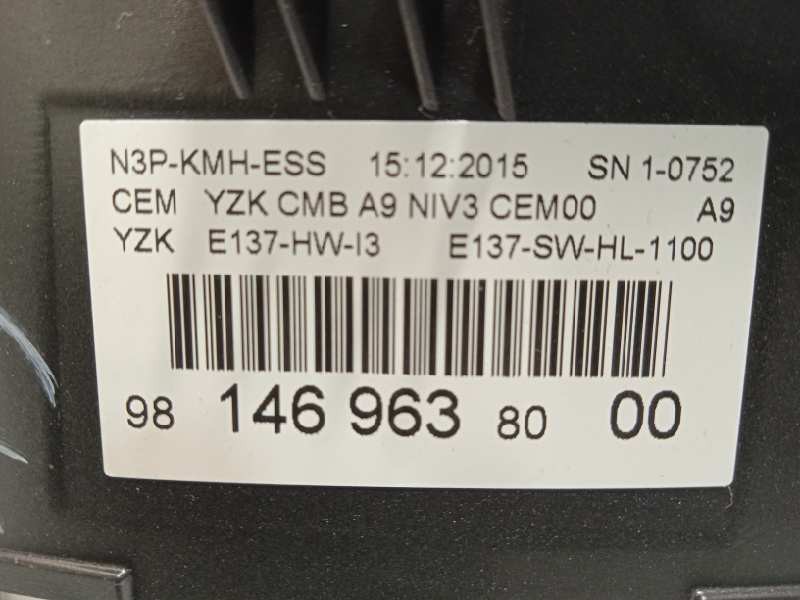 N3P-KMH-ESS 15:12:2015 SN 1-0752
CEM YZK CMB A9 NIV3 CEM00 A9
YZK E137-HW-I3 E137-SW-HL-1100
98 146 963 80 00